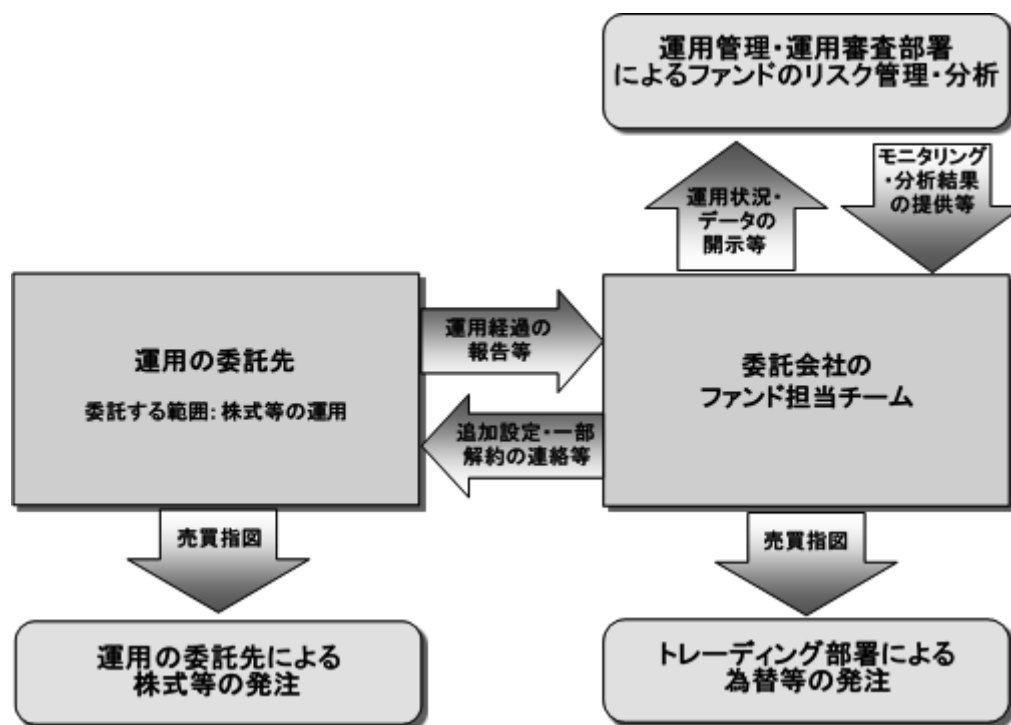 運用管理・運用審査部署
によるファンドのリスク管理・分析
運用状況・
データの
開示等
モニタリング
・分析結果
の提供等
運用の委託先
委託する範囲: 株式等の運用
運用経過の
報告等
追加設定・一部
解約の連絡等
委託会社の
ファンド担当チーム
売買指図
売買指図
運用の委託先による
株式等の発注
トレーディング部署による
為替等の発注